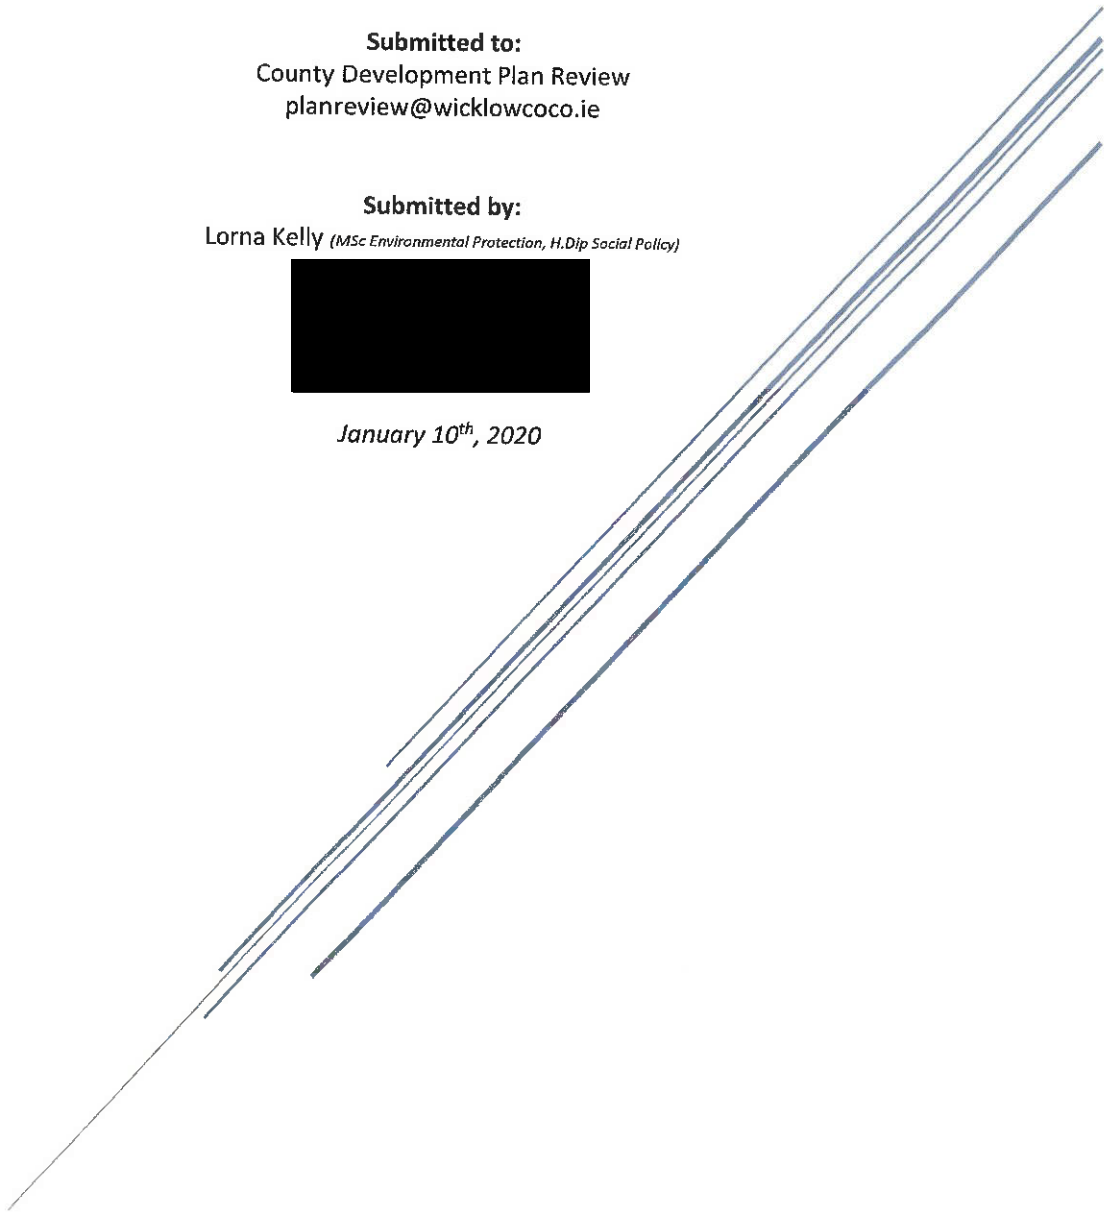 Submitted to:
County Development Plan Review
planreview@wicklowcoco.ie
Submitted by:
Lorna Kelly (MSc Environmental Protection, H.Dip Social Policy)
January 10th, 2020